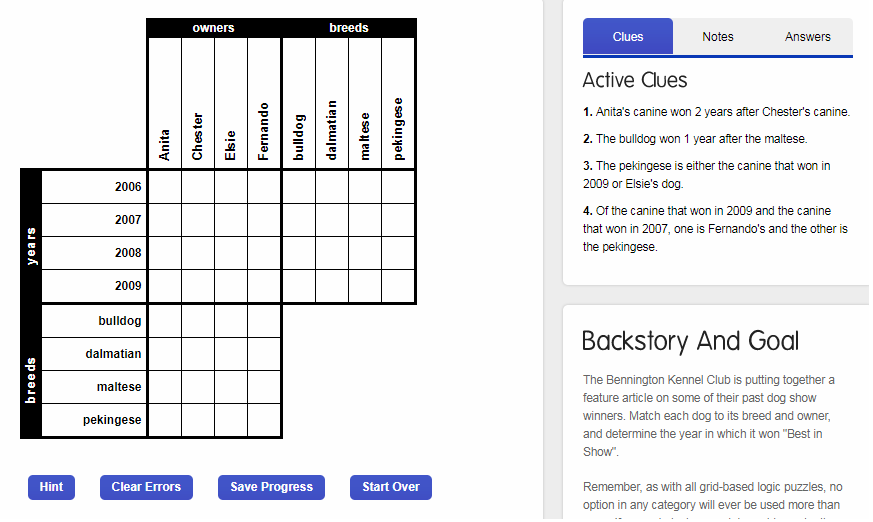 owners breeds
Anita
Chester
Elsie
Fernando
bulldog
dalmatian
maltese
pekingese
years
2006
2007
2008
2009
breeds
bulldog
dalmatian
maltese
pekingese
Hint Clear Errors Save Progress Start Over
Clues Notes Answers
Active Clues
1. Anita's canine won 2 years after Chester's canine.
2. The bulldog won 1 year after the maltese.
3. The pekingese is either the canine that won in
2009 or Elsie's dog.
4. Of the canine that won in 2009 and the canine
that won in 2007, one is Fernando's and the other is
the pekingese.
Backstory And Goal
The Bennington Kennel Club is putting together a
feature article on some of their past dog show
winners. Match each dog to its breed and owner,
and determine the year in which it won "Best in
Show".
Remember, as with all grid-based logic puzzles, no
option in any category will ever be used more than